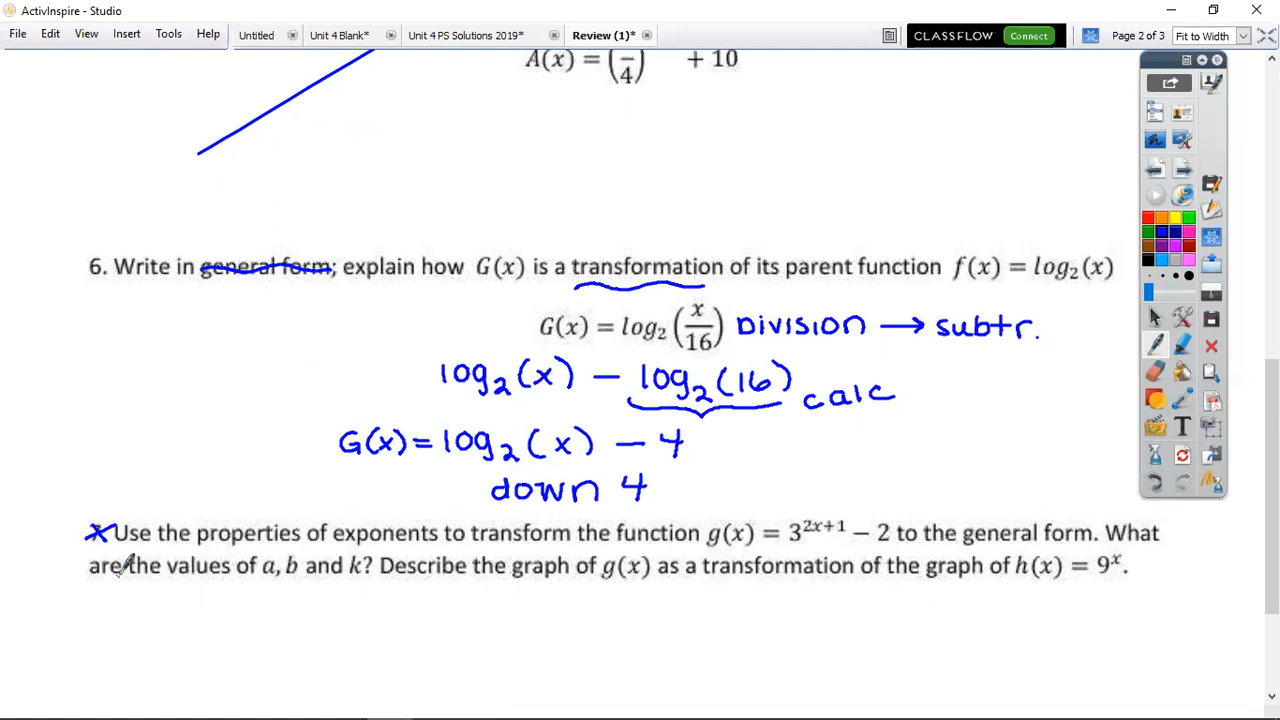 ActivInspire - Studio
File Edit View Insert Tools Help Untitled Unit 4 Blank* Unit 4 PS Solutions 2019* Review (1)* CLASSFLOW Connect Page 2 of 3 Fit to Width
A(x) = (–/4) + 10
6. Write in general form; explain how G(x) is a transformation of its parent function f(x) = log₂(x)
G(x) = log₂(x/16) DIVISION → subtr.
log₂(x) − log₂(16) calc
G(x) = log₂(x) − 4
down 4
Use the properties of exponents to transform the function g(x) = 3²ˣ⁺¹ − 2 to the general form. What
are the values of a, b and k? Describe the graph of g(x) as a transformation of the graph of h(x) = 9ˣ.